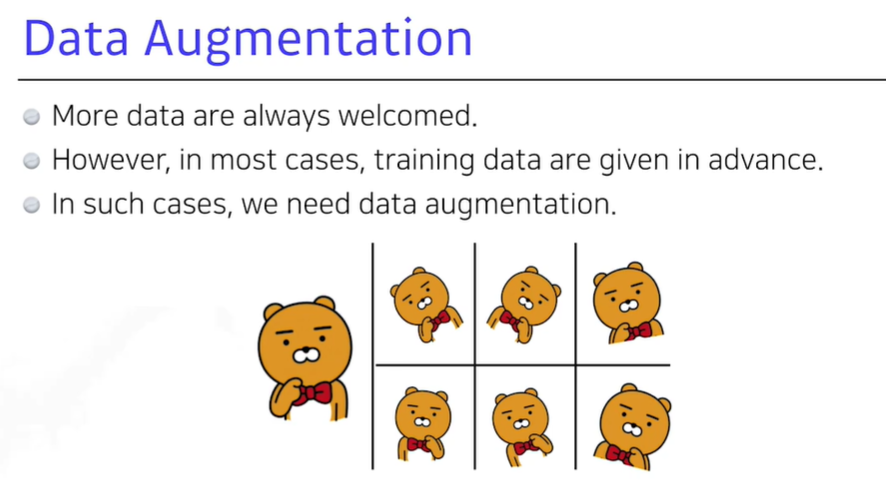 Data Augmentation
More data are always welcomed.
However, in most cases, training data are given in advance.
In such cases, we need data augmentation.